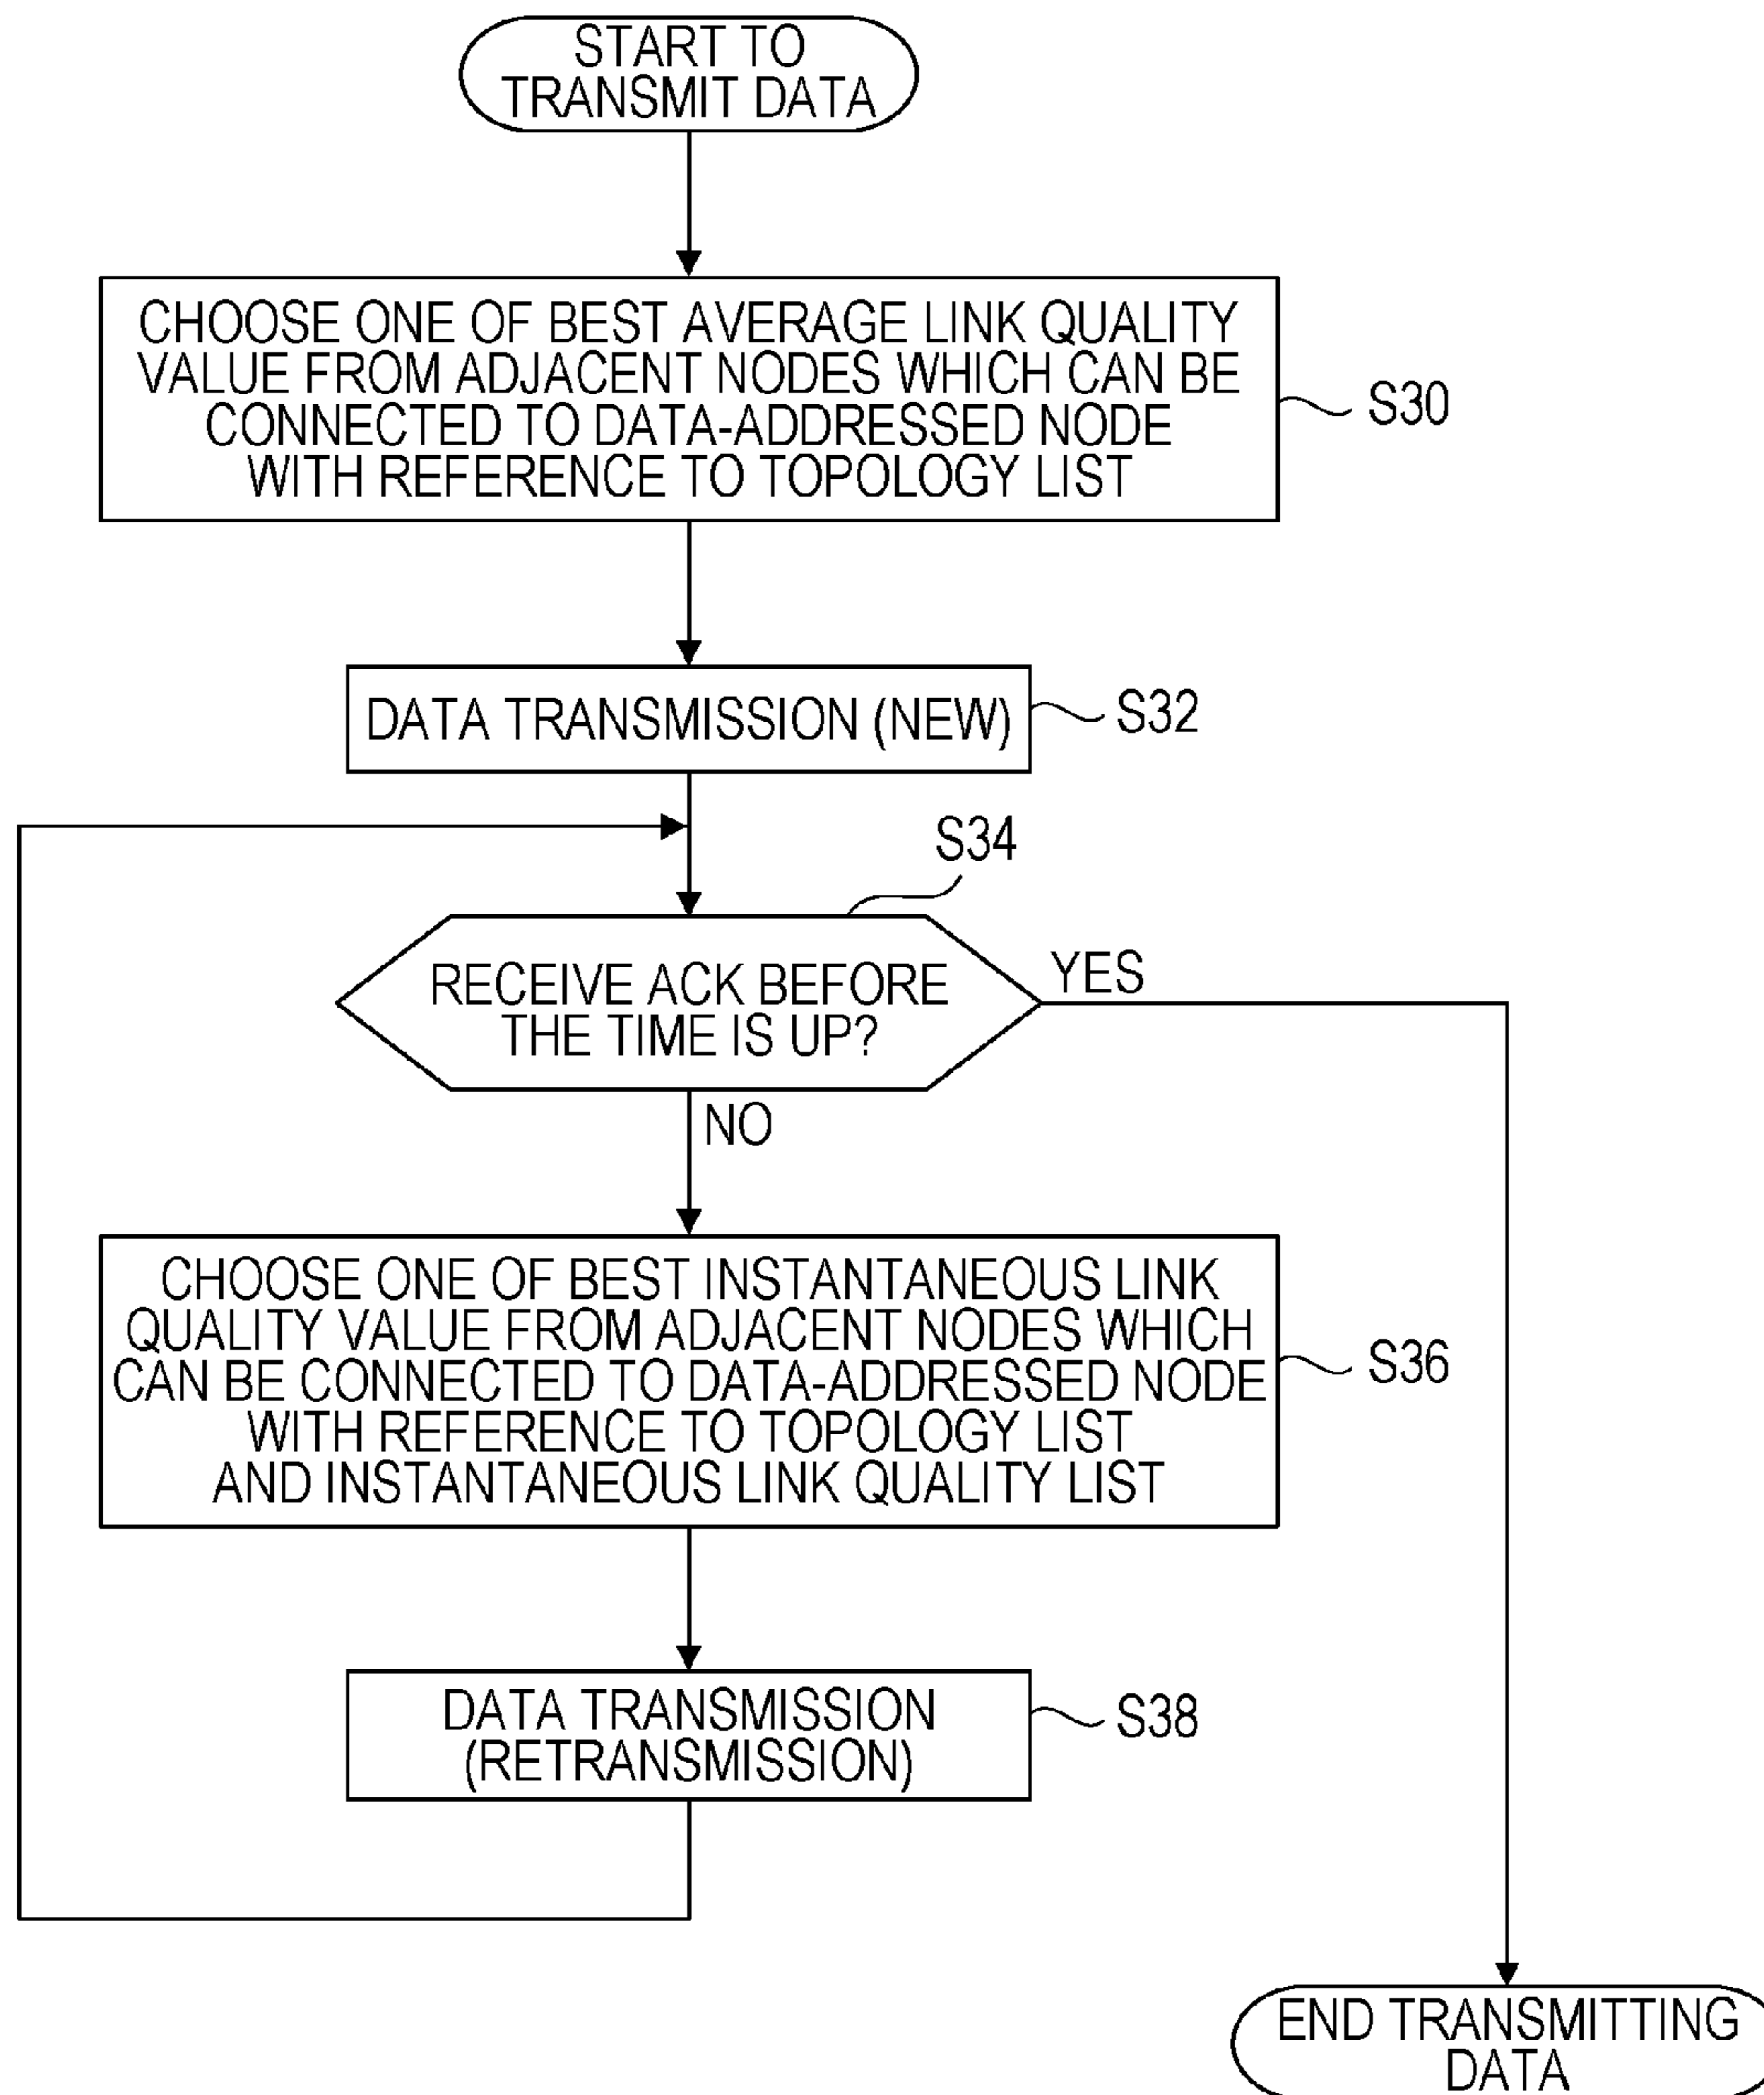 START TO
TRANSMIT DATA
CHOOSE ONE OF BEST AVERAGE LINK QUALITY
VALUE FROM ADJACENT NODES WHICH CAN BE
CONNECTED TO DATA-ADDRESSED NODE
WITH REFERENCE TO TOPOLOGY LIST
S30
DATA TRANSMISSION (NEW)
S32
S34
RECEIVE ACK BEFORE
THE TIME IS UP?
YES
NO
CHOOSE ONE OF BEST INSTANTANEOUS LINK
QUALITY VALUE FROM ADJACENT NODES WHICH
CAN BE CONNECTED TO DATA-ADDRESSED NODE
WITH REFERENCE TO TOPOLOGY LIST
AND INSTANTANEOUS LINK QUALITY LIST
S36
DATA TRANSMISSION
(RETRANSMISSION)
S38
END TRANSMITTING
DATA